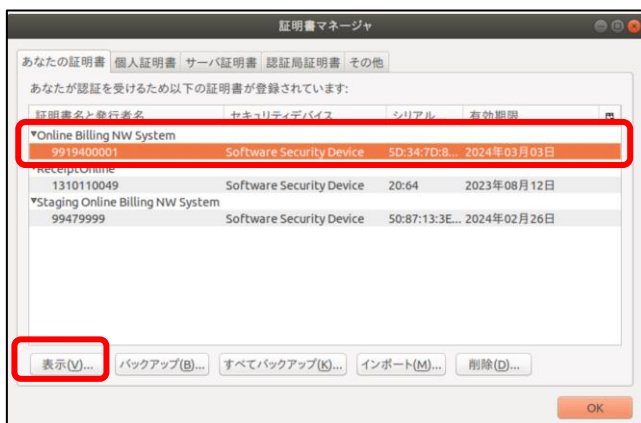 証明書マネージャ
あなたの証明書 個人証明書 サーバ証明書 認証局証明書 その他
あなたが認証を受けるため以下の証明書が登録されています:
証明書名と発行者名 セキュリティデバイス シリアル... 有効期限
▼Online Billing NW System
9919400001 Software Security Device 5D:34:7D:8... 2024年03月03日
▼ReceiptOnline
1310110049 Software Security Device 20:64 2023年08月12日
▼Staging Online Billing NW System
99479999 Software Security Device 50:87:13:3E... 2024年02月26日
表示(V)... バックアップ(B)... すべてバックアップ(K)... インポート(M)... 削除(D)...
OK